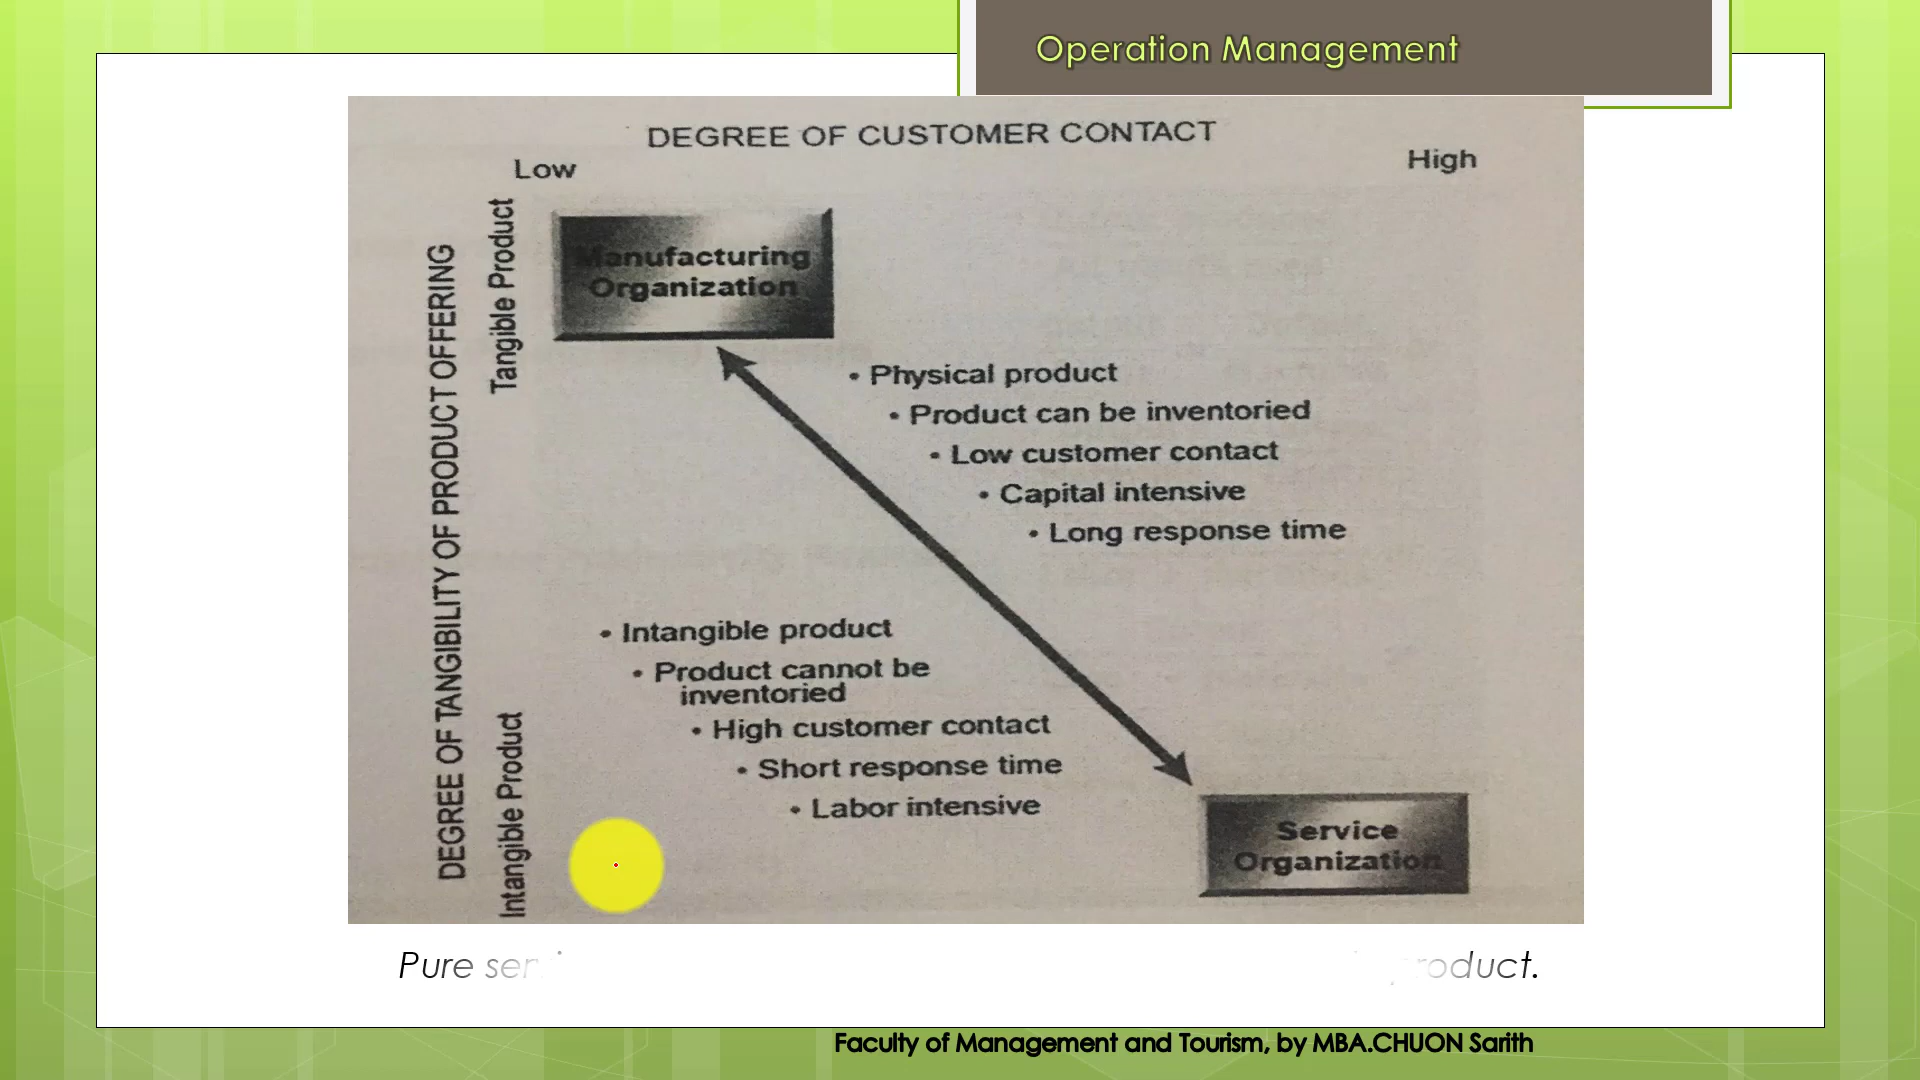 Operation Management
DEGREE OF CUSTOMER CONTACT
Low
High
DEGREE OF TANGIBILITY OF PRODUCT OFFERING
Tangible Product
Manufacturing
Organization
• Physical product
• Product can be inventoried
• Low customer contact
• Capital intensive
• Long response time
• Intangible product
• Product cannot be
inventoried
• High customer contact
• Short response time
• Labor intensive
Intangible Product
Service
Organization
Pure product.
Faculty of Management and Tourism, by MBA.CHUON Sarith